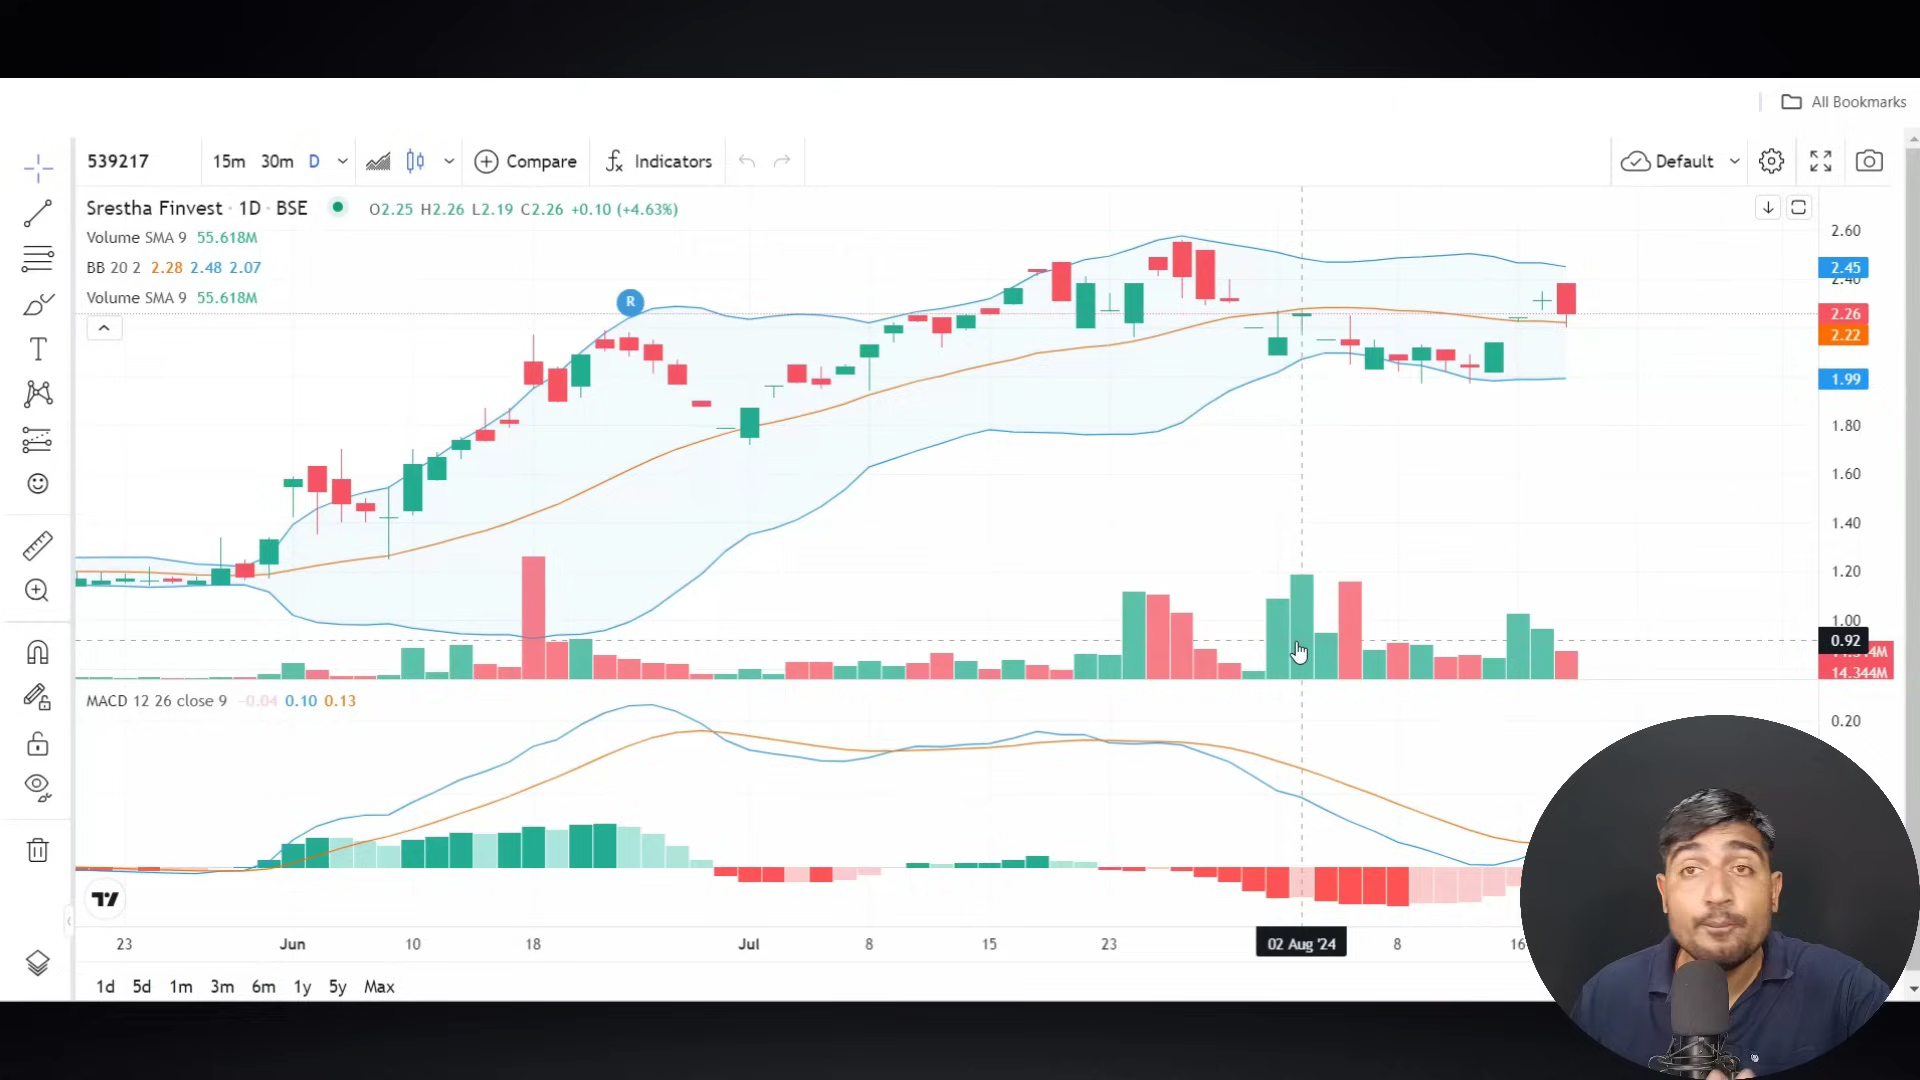 All Bookmarks
539217 15m 30m D Compare Indicators Default
Srestha Finvest · 1D · BSE O2.25 H2.26 L2.19 C2.26 +0.10 (+4.63%)
Volume SMA 9 55.618M
BB 20 2 2.28 2.48 2.07
Volume SMA 9 55.618M
R
2.60
2.45
2.40
2.26
2.22
1.99
1.80
1.60
1.40
1.20
1.00
0.92
14.344M
MACD 12 26 close 9 -0.04 0.10 0.13
0.20
23 Jun 10 18 Jul 8 15 23 02 Aug '24 8 16
1d 5d 1m 3m 6m 1y 5y Max